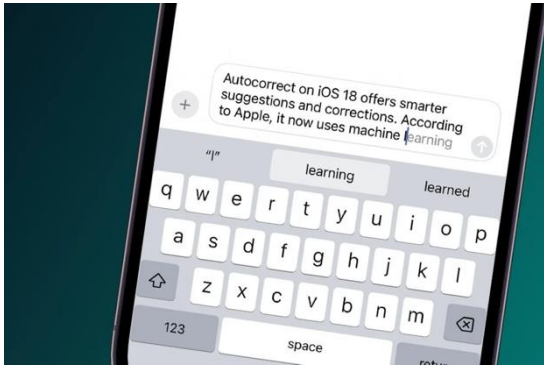 Autocorrect on iOS 18 offers smarter
suggestions and corrections. According
to Apple, it now uses machine learning
"l" learning learned
q w e r t y u i o p
a s d f g h j k l
z x c v b n m
123 space